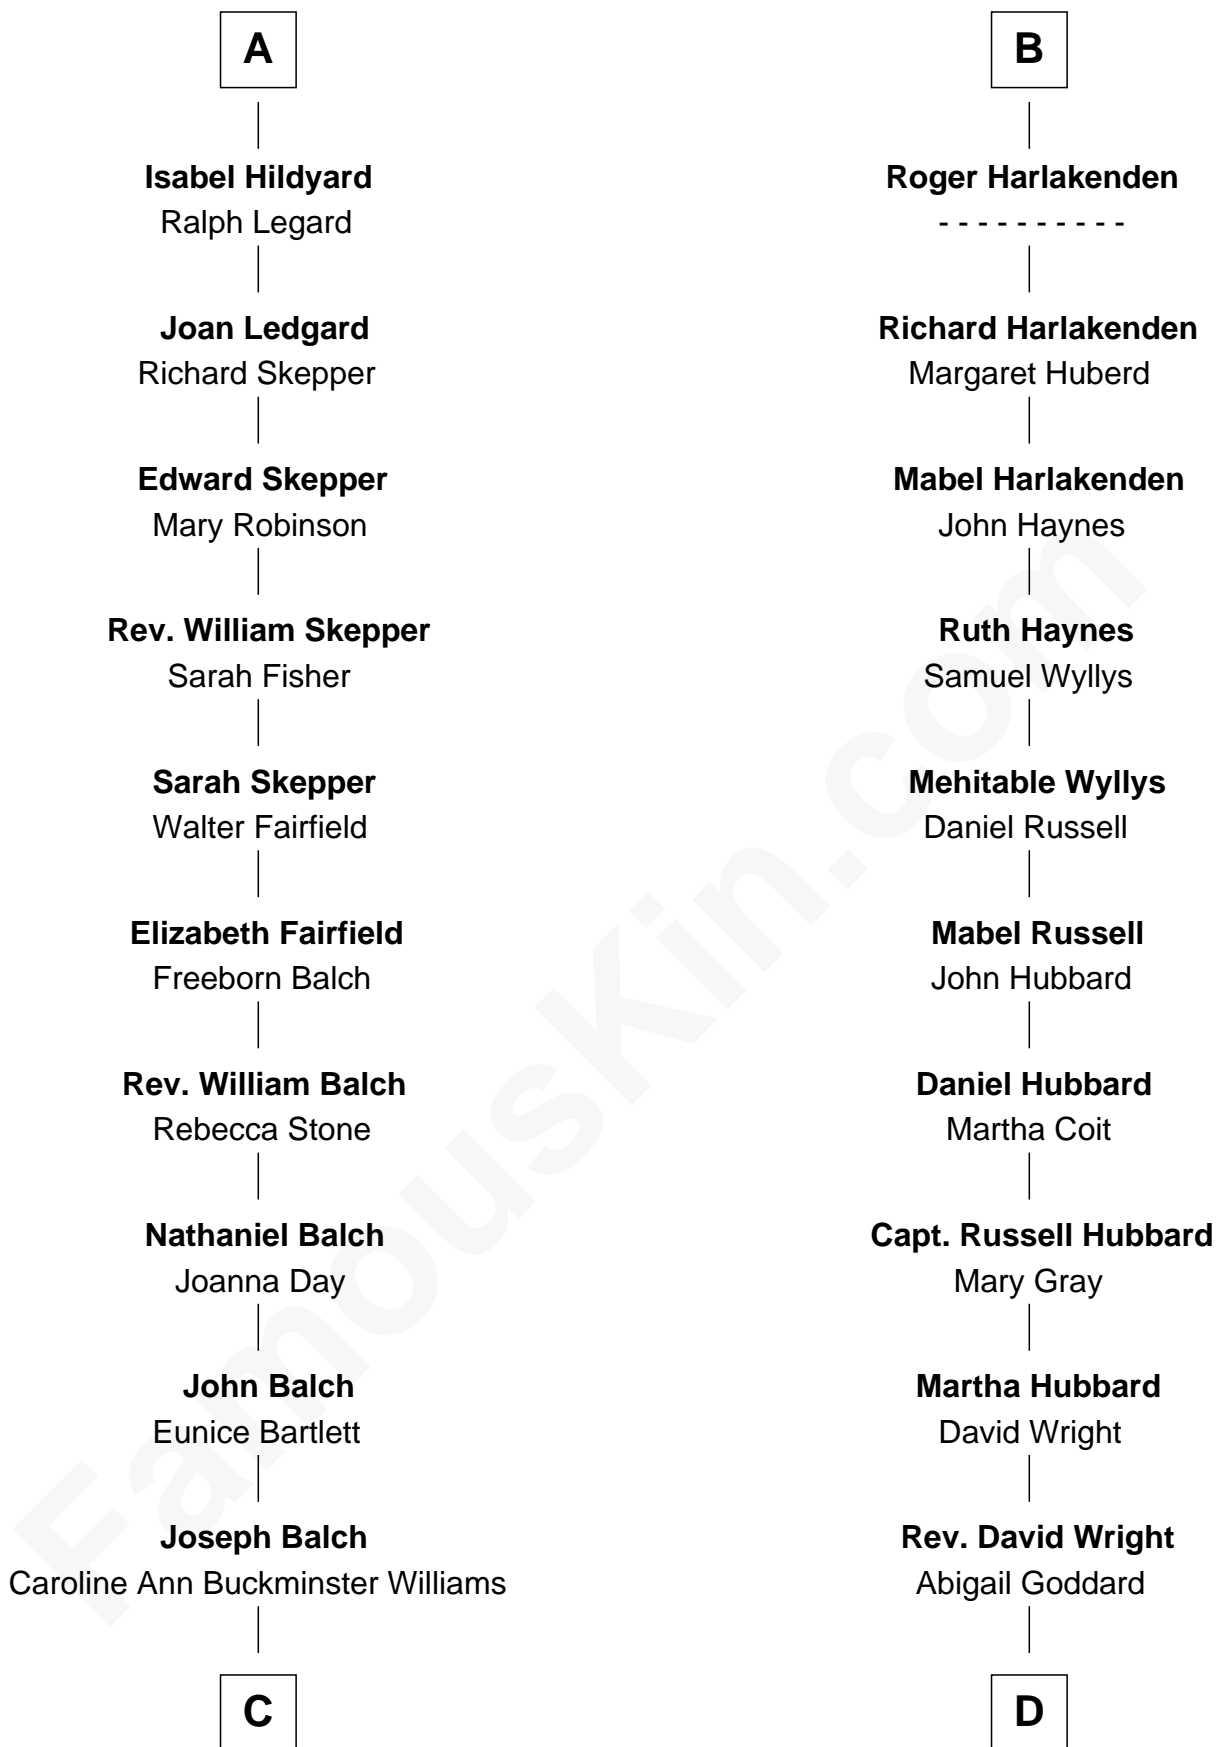 A
Isabel Hildyard
Ralph Legard
Joan Ledgard
Richard Skepper
Edward Skepper
Mary Robinson
Rev. William Skepper
Sarah Fisher
Sarah Skepper
Walter Fairfield
Elizabeth Fairfield
Freeborn Balch
Rev. William Balch
Rebecca Stone
Nathaniel Balch
Joanna Day
John Balch
Eunice Bartlett
Joseph Balch
Caroline Ann Buckminster Williams
C
B
Roger Harlakenden
- - - - - - - - - -
Richard Harlakenden
Margaret Huberd
Mabel Harlakenden
John Haynes
Ruth Haynes
Samuel Wyllys
Mehitable Wyllys
Daniel Russell
Mabel Russell
John Hubbard
Daniel Hubbard
Martha Coit
Capt. Russell Hubbard
Mary Gray
Martha Hubbard
David Wright
Rev. David Wright
Abigail Goddard
D
FamousKin.com